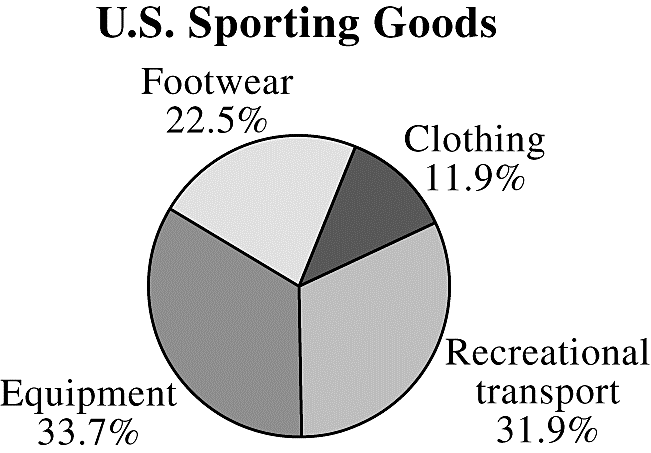 U.S. Sporting Goods
Footwear
22.5%
Clothing
11.9%
Recreational
transport
31.9%
Equipment
33.7%